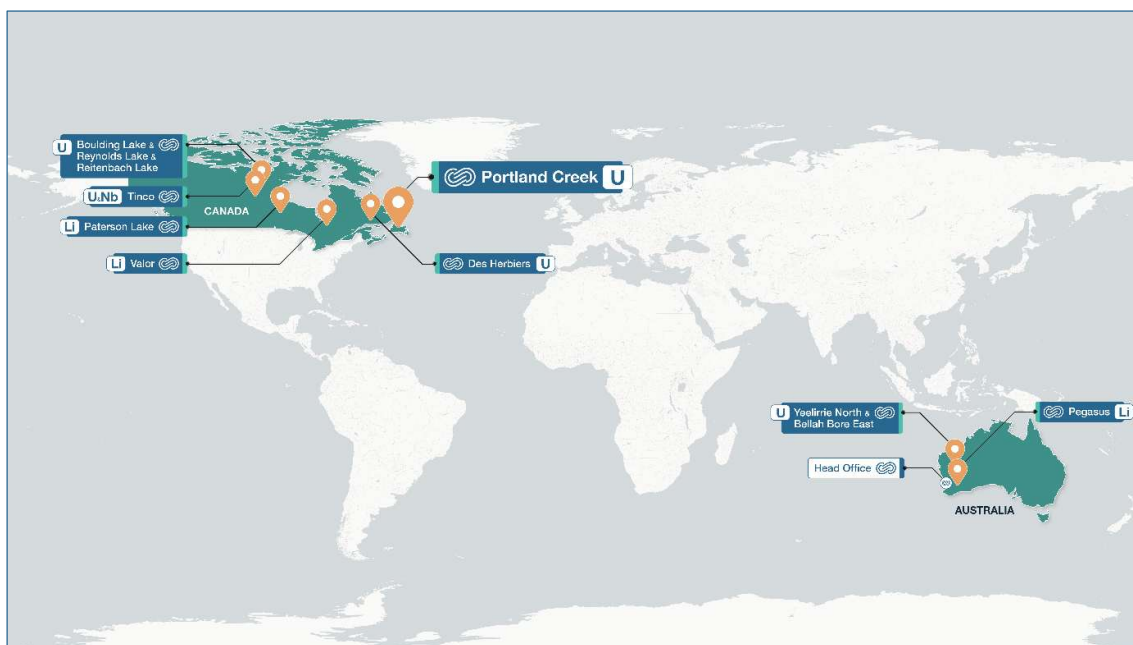 U
Boulding Lake &
Reynolds Lake &
Reitenbach Lake
U&Nb Tinco
Li Paterson Lake
Li Valor
CANADA
Portland Creek U
Des Herbiers U
U
Yeelirrie North &
Bellah Bore East
Pegasus Li
Head Office
AUSTRALIA